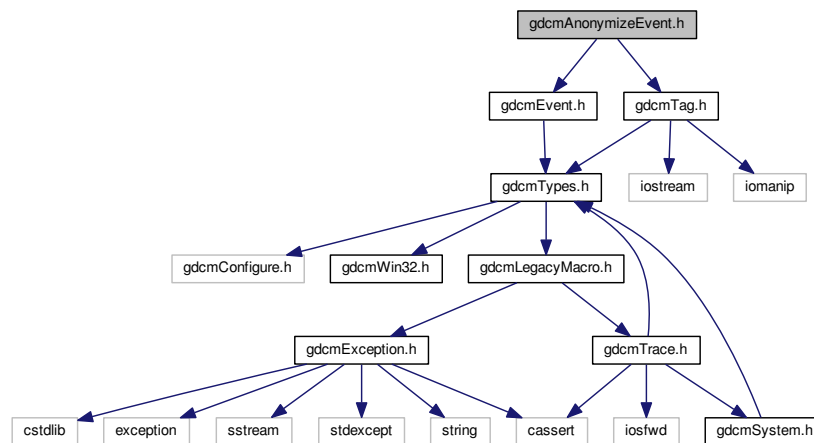 gdcmAnonymizeEvent.h
gdcmEvent.h
gdcmTag.h
gdcmTypes.h
iostream
iomanip
gdcmConfigure.h
gdcmWin32.h
gdcmLegacyMacro.h
gdcmException.h
gdcmTrace.h
cstdlib
exception
sstream
stdexcept
string
cassert
iosfwd
gdcmSystem.h